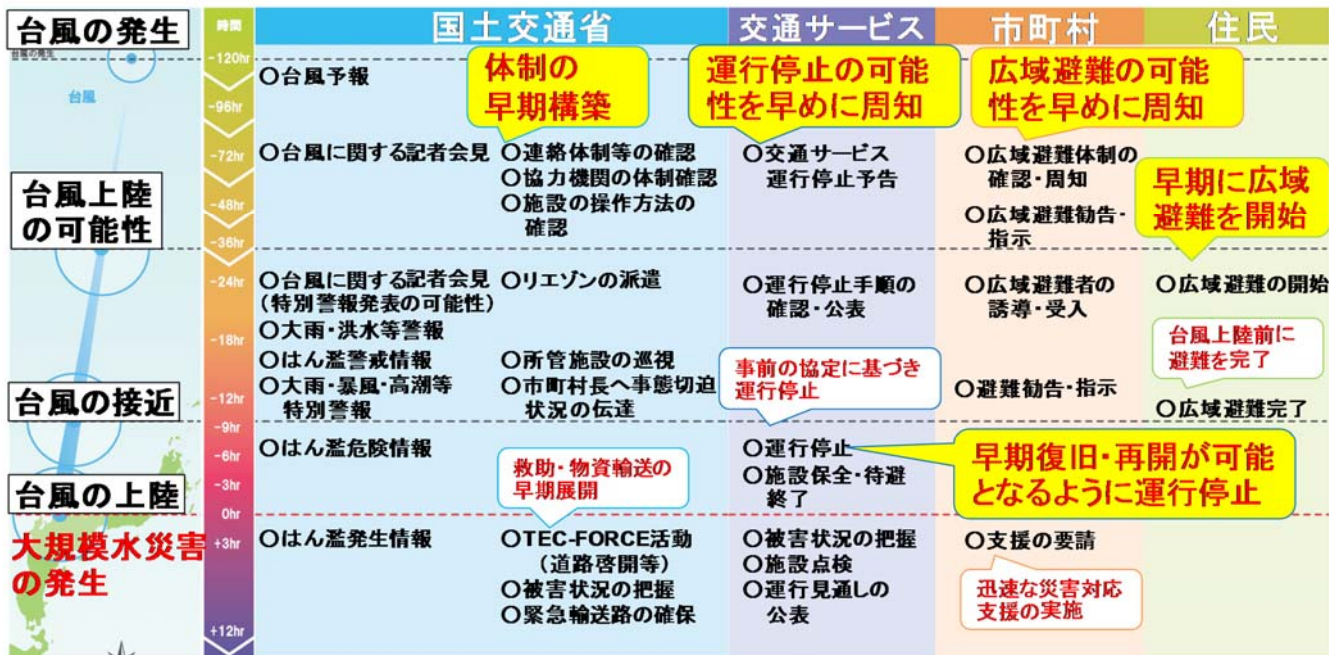 時間
国土交通省
交通サービス
市町村
住民
台風の発生
台風の発生
台風
台風上陸
の可能性
台風の接近
台風の上陸
大規模水災害
の発生
-120hr
-96hr
-72hr
-48hr
-36hr
-24hr
-18hr
-12hr
-9hr
-6hr
-3hr
0hr
+3hr
+12hr
○台風予報
○台風に関する記者会見
○台風に関する記者会見
(特別警報発表の可能性)
○大雨・洪水等警報
○はん濫警戒情報
○大雨・暴風・高潮等
特別警報
○はん濫危険情報
○はん濫発生情報
体制の
早期構築
○連絡体制等の確認
○協力機関の体制確認
○施設の操作方法の
確認
○リエゾンの派遣
○所管施設の巡視
○市町村長へ事態切迫
状況の伝達
救助・物資輸送の
早期展開
○TEC-FORCE活動
(道路啓開等)
○被害状況の把握
○緊急輸送路の確保
運行停止の可能
性を早めに周知
○交通サービス
運行停止予告
○運行停止手順の
確認・公表
事前の協定に基づき
運行停止
○運行停止
○施設保全・待避
終了
○被害状況の把握
○施設点検
○運行見通しの
公表
広域避難の可能
性を早めに周知
○広域避難体制の
確認・周知
○広域避難勧告・
指示
○広域避難者の
誘導・受入
○避難勧告・指示
早期復旧・再開が可能
となるように運行停止
○支援の要請
迅速な災害対応
支援の実施
早期に広域
避難を開始
○広域避難の開始
台風上陸前に
避難を完了
○広域避難完了